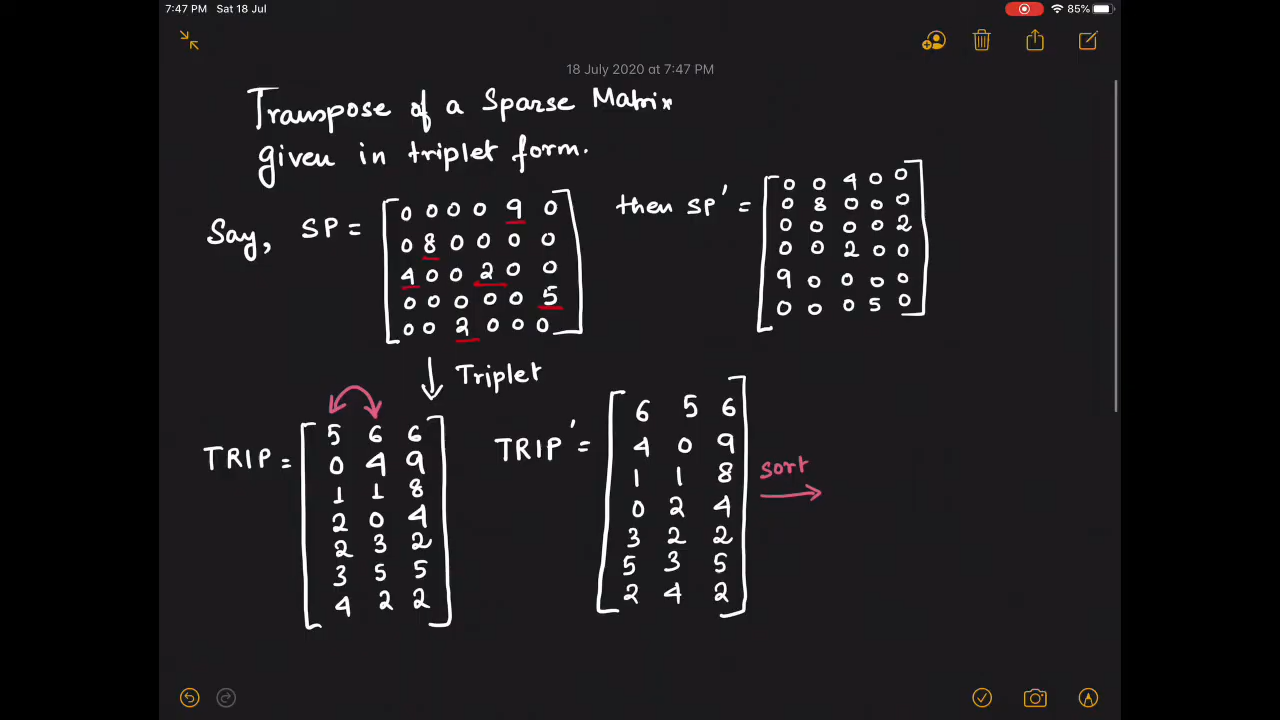 7:47 PM Sat 18 Jul 85%
18 July 2020 at 7:47 PM
Transpose of a Sparse Matrix
given in triplet form.
Say, SP =
0 0 0 0 9 0
0 8 0 0 0 0
4 0 0 2 0 0
0 0 0 0 0 5
0 0 2 0 0 0
then SP' =
0 0 4 0 0
0 8 0 0 0
0 0 0 0 2
0 0 2 0 0
9 0 0 0 0
0 0 0 5 0
Triplet
TRIP =
5 6 6
0 4 9
1 1 8
2 0 4
2 3 2
3 5 5
4 2 2
TRIP' =
6 5 6
4 0 9
1 1 8
0 2 4
3 2 2
5 3 5
2 4 2
sort